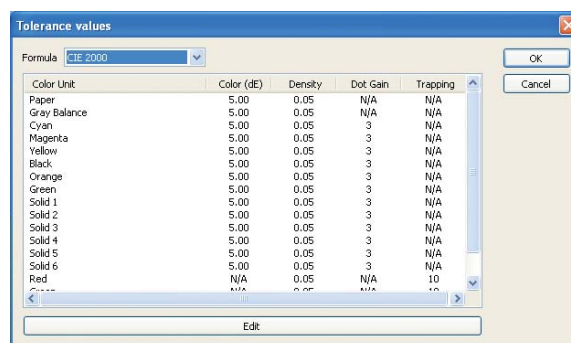 Tolerance values
Formula CIE 2000
OK
Cancel
Color Unit Color (dE) Density Dot Gain Trapping
Paper 5.00 0.05 N/A N/A
Gray Balance 5.00 0.05 N/A N/A
Cyan 5.00 0.05 3 N/A
Magenta 5.00 0.05 3 N/A
Yellow 5.00 0.05 3 N/A
Black 5.00 0.05 3 N/A
Orange 5.00 0.05 3 N/A
Green 5.00 0.05 3 N/A
Solid 1 5.00 0.05 3 N/A
Solid 2 5.00 0.05 3 N/A
Solid 3 5.00 0.05 3 N/A
Solid 4 5.00 0.05 3 N/A
Solid 5 5.00 0.05 3 N/A
Solid 6 5.00 0.05 3 N/A
Red N/A 0.05 N/A 10
Edit